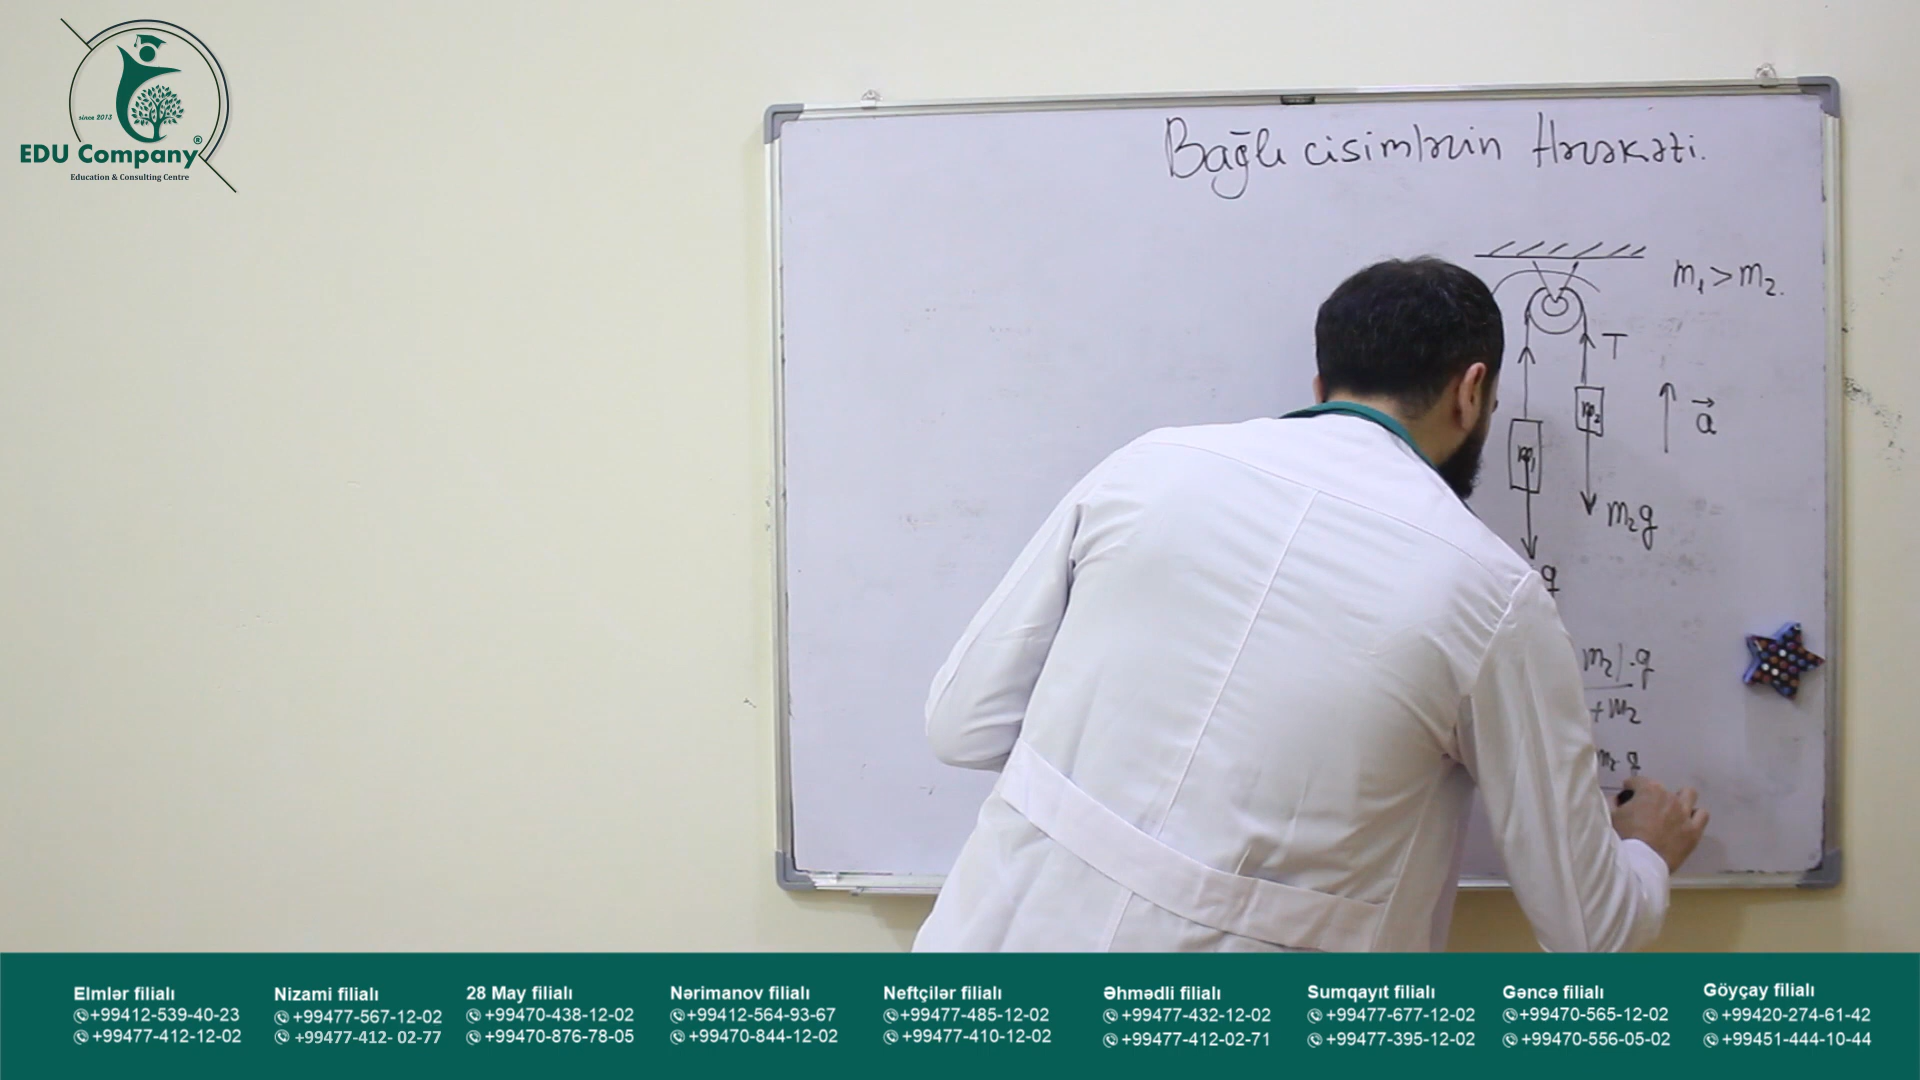 since 2013
EDU Company®
Education & Consulting Centre
Bağlı cisimlərin Hərəkəti.
m₁ > m₂.
T
m₂
a⃗
m₁
m₂g
g
m₂) · g
+ m₂
m₂ g
Elmlər filialı
+99412-539-40-23
+99477-412-12-02
Nizami filialı
+99477-567-12-02
+99477-412- 02-77
28 May filialı
+99470-438-12-02
+99470-876-78-05
Nərimanov filialı
+99412-564-93-67
+99470-844-12-02
Neftçilər filialı
+99477-485-12-02
+99477-410-12-02
Əhmədli filialı
+99477-432-12-02
+99477-412-02-71
Sumqayıt filialı
+99477-677-12-02
+99477-395-12-02
Gəncə filialı
+99470-565-12-02
+99470-556-05-02
Göyçay filialı
+99420-274-61-42
+99451-444-10-44